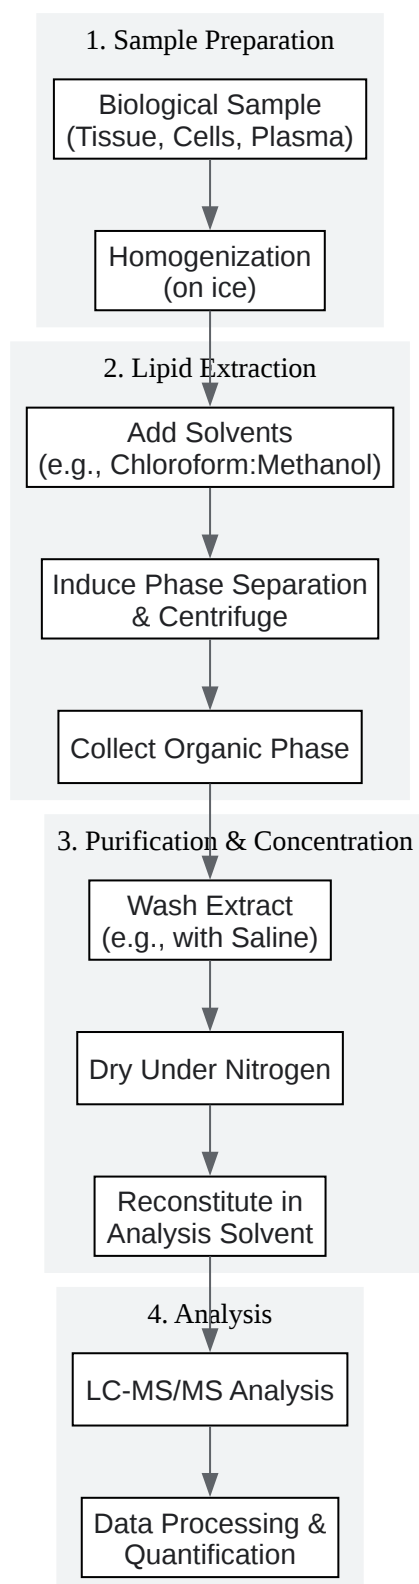 1. Sample Preparation
Biological Sample
(Tissue, Cells, Plasma)
Homogenization
(on ice)
2. Lipid Extraction
Add Solvents
(e.g., Chloroform:Methanol)
Induce Phase Separation
& Centrifuge
Collect Organic Phase
3. Purification & Concentration
Wash Extract
(e.g., with Saline)
Dry Under Nitrogen
Reconstitute in
Analysis Solvent
4. Analysis
LC-MS/MS Analysis
Data Processing &
Quantification